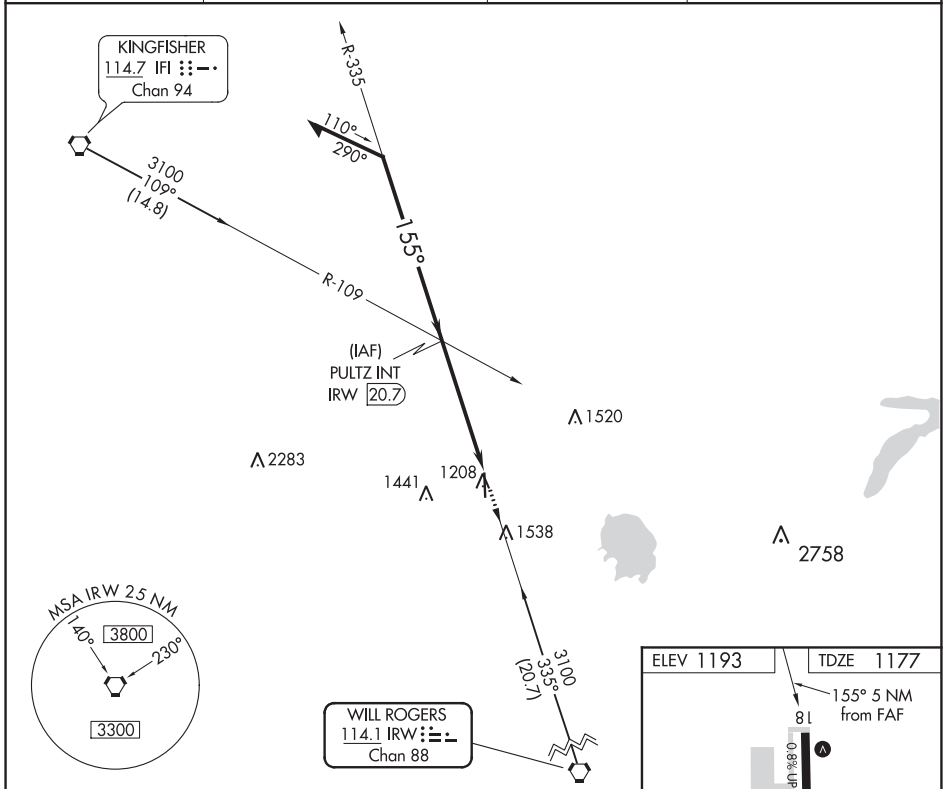 KINGFISHER
114.7 IFI
Chan 94
R-335
110°
290°
3100
109°
(14.8)
155°
R-109
(IAF)
PULTZ INT
IRW 20.7
1520
2283
1441
1208
1538
2758
MSA IRW 25 NM
140°
3800
230°
3300
3100
335°
(20.7)
WILL ROGERS
114.1 IRW
Chan 88
ELEV 1193
TDZE 1177
155° 5 NM
from FAF
18
0.8% UP
V